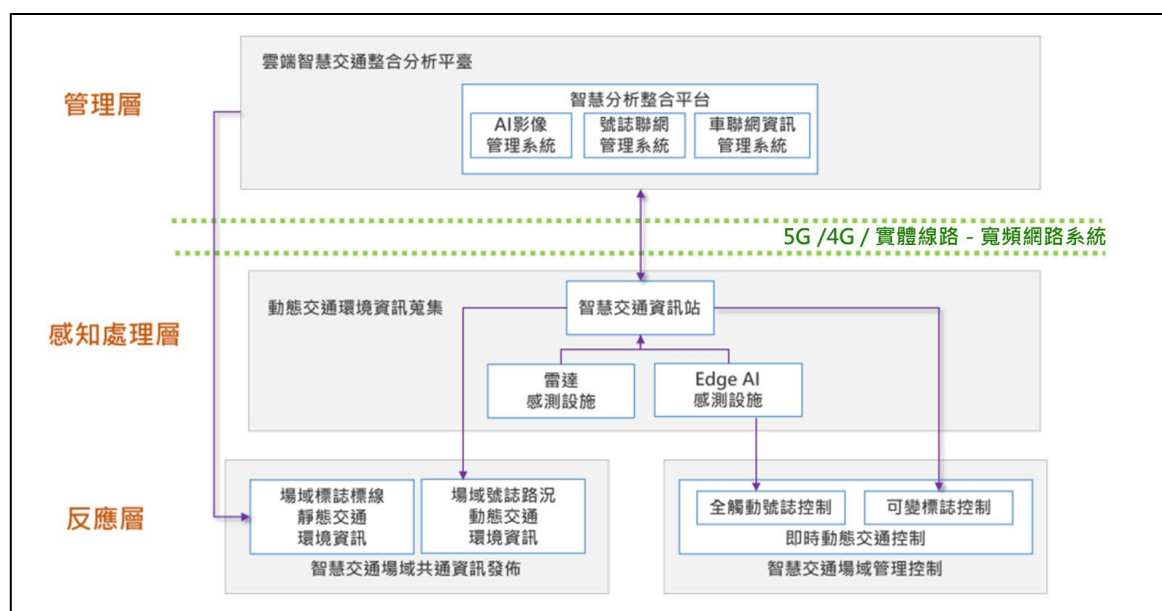 雲端智慧交通整合分析平臺
管理層
智慧分析整合平台
AI影像
管理系統
號誌聯網
管理系統
車聯網資訊
管理系統
5G /4G / 實體線路 - 寬頻網路系統
動態交通環境資訊蒐集
智慧交通資訊站
感知處理層
雷達
感測設施
Edge AI
感測設施
反應層
場域標誌標線
靜態交通
環境資訊
場域號誌路況
動態交通
環境資訊
智慧交通場域共通資訊發佈
全觸動號誌控制
可變標誌控制
即時動態交通控制
智慧交通場域管理控制